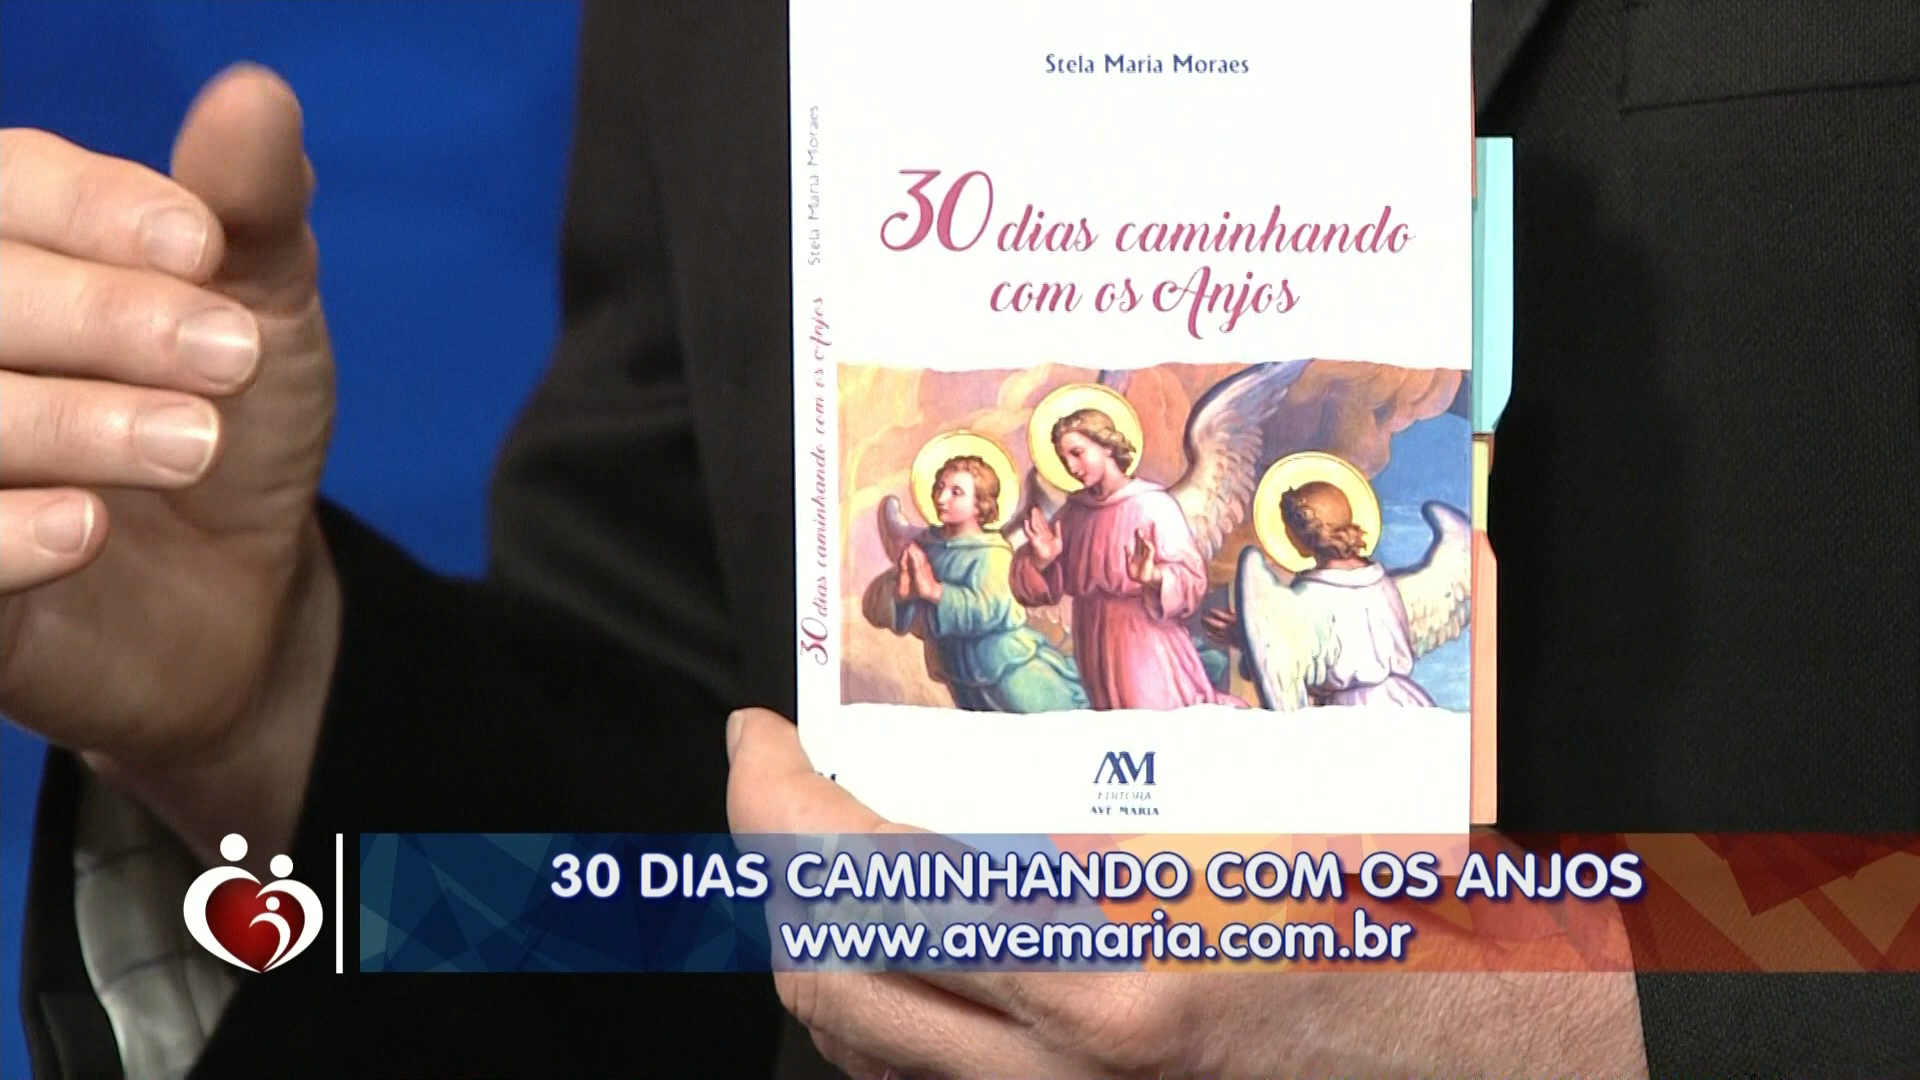 Stela Maria Moraes
30 dias caminhando
com os Anjos
30 dias caminhando com os Anjos Stela Maria Moraes
AM
EDITORA
AVE MARIA
30 DIAS CAMINHANDO COM OS ANJOS
www.avemaria.com.br